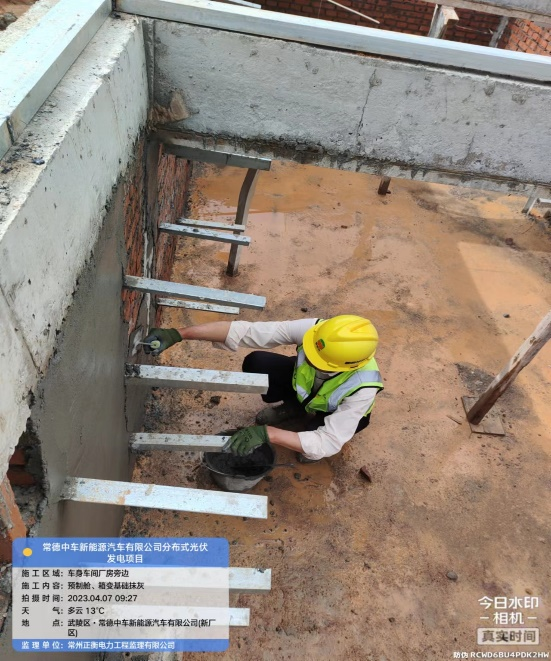 常德中车新能源汽车有限公司分布式光伏
发电项目
施工区域：车身车间厂房旁边
施工内容：预制舱、箱变基础抹灰
拍摄时间：2023.04.07 09:27
天 气：多云 13℃
地 点：武陵区·常德中车新能源汽车有限公司(新厂
区)
监理单位：常州正衡电力工程监理有限公司
今日水印
相机
真实时间
防伪 RCWD6BU4PDK2HW